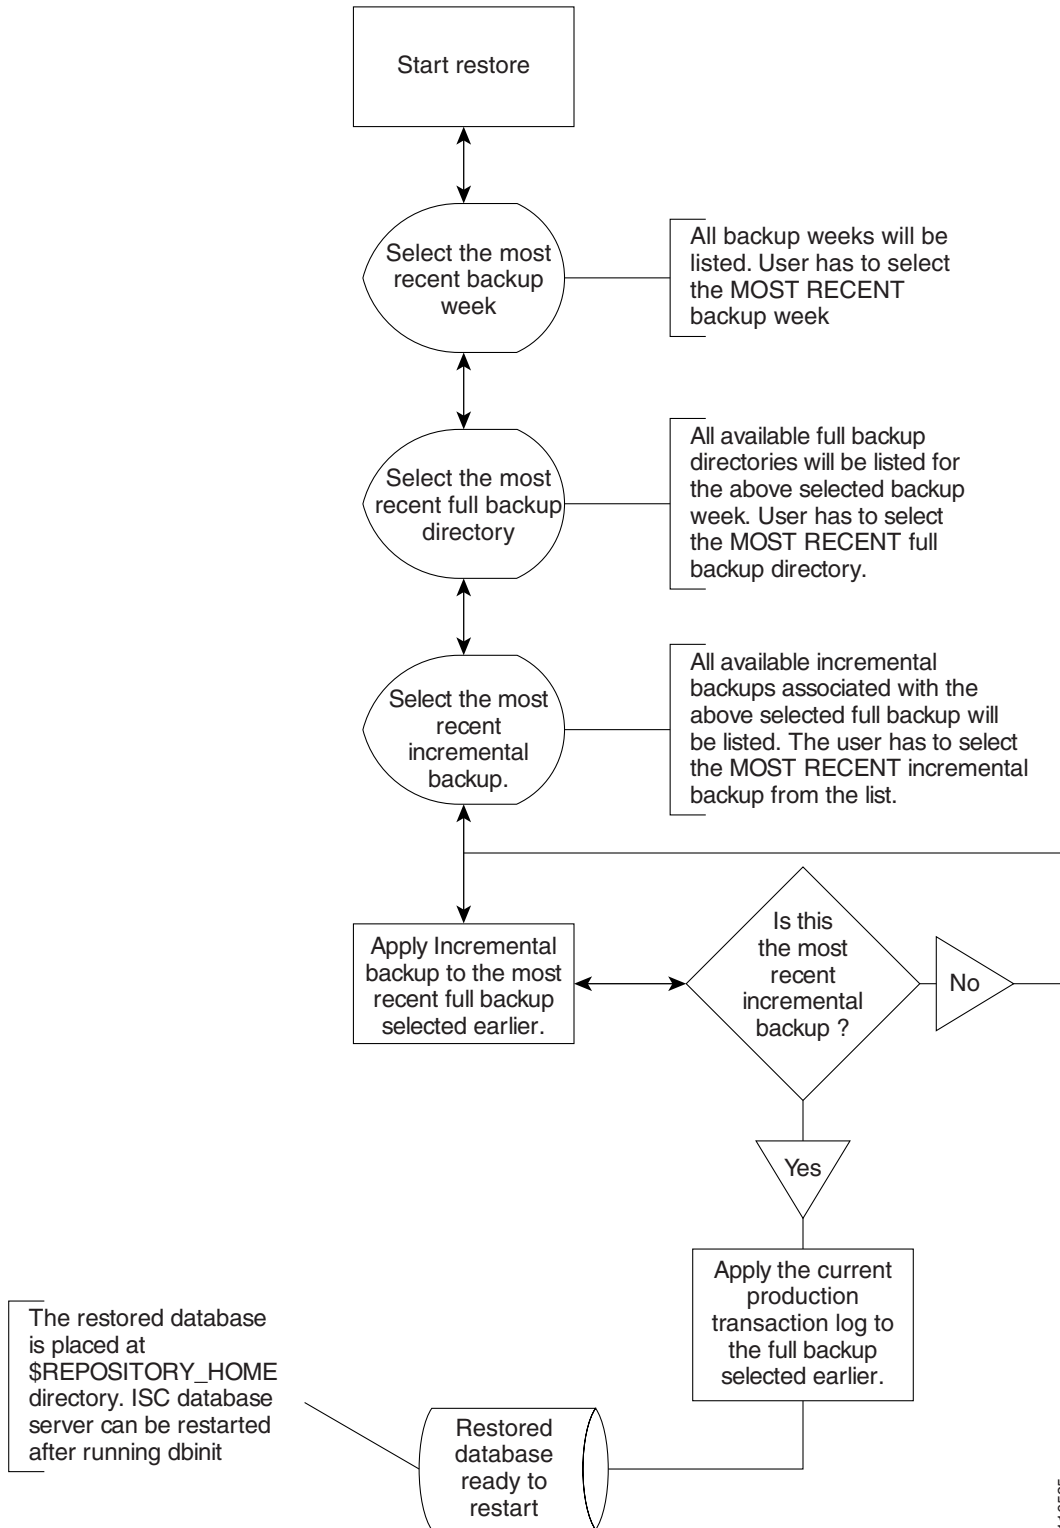 Start restore
Select the most
recent backup
week
All backup weeks will be
listed. User has to select
the MOST RECENT
backup week
Select the most
recent full backup
directory
All available full backup
directories will be listed for
the above selected backup
week. User has to select
the MOST RECENT full
backup directory.
Select the most
recent
incremental
backup.
All available incremental
backups associated with the
above selected full backup will
be listed. The user has to select
the MOST RECENT incremental
backup from the list.
Apply Incremental
backup to the most
recent full backup
selected earlier.
Is this
the most
recent
incremental
backup ?
No
Yes
Apply the current
production
transaction log to
the full backup
selected earlier.
The restored database
is placed at
$REPOSITORY_HOME
directory. ISC database
server can be restarted
after running dbinit
Restored
database
ready to
restart